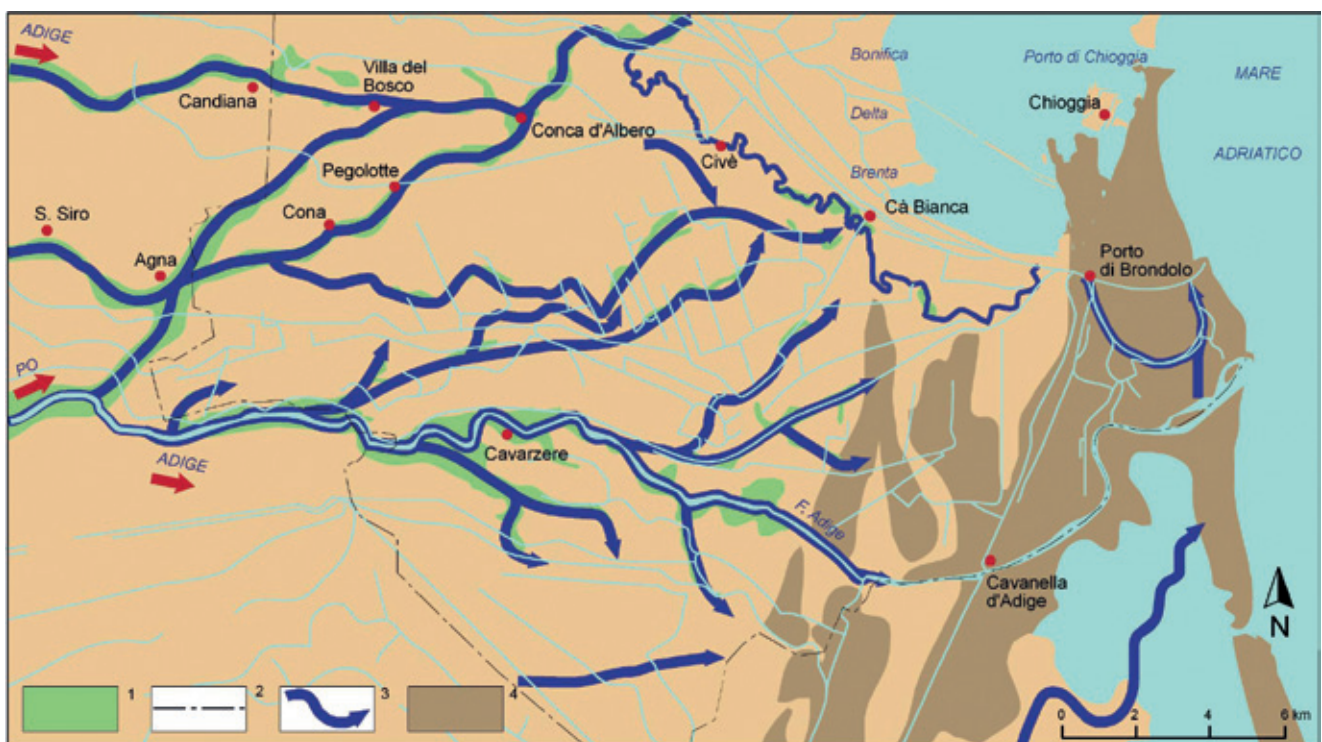 ADIGE
Villa del
Bosco
Candiana
Conca d'Albero
Bonifica
Delta
Brenta
Porto di Chioggia
Chioggia
MARE
ADRIATICO
Civè
Pegolotte
Cona
S. Siro
Agna
Cà Bianca
Porto
di Brondolo
PO
ADIGE
Cavarzere
F. Adige
Cavanella
d'Adige
N
1
2
3
4
0 2 4 6 km